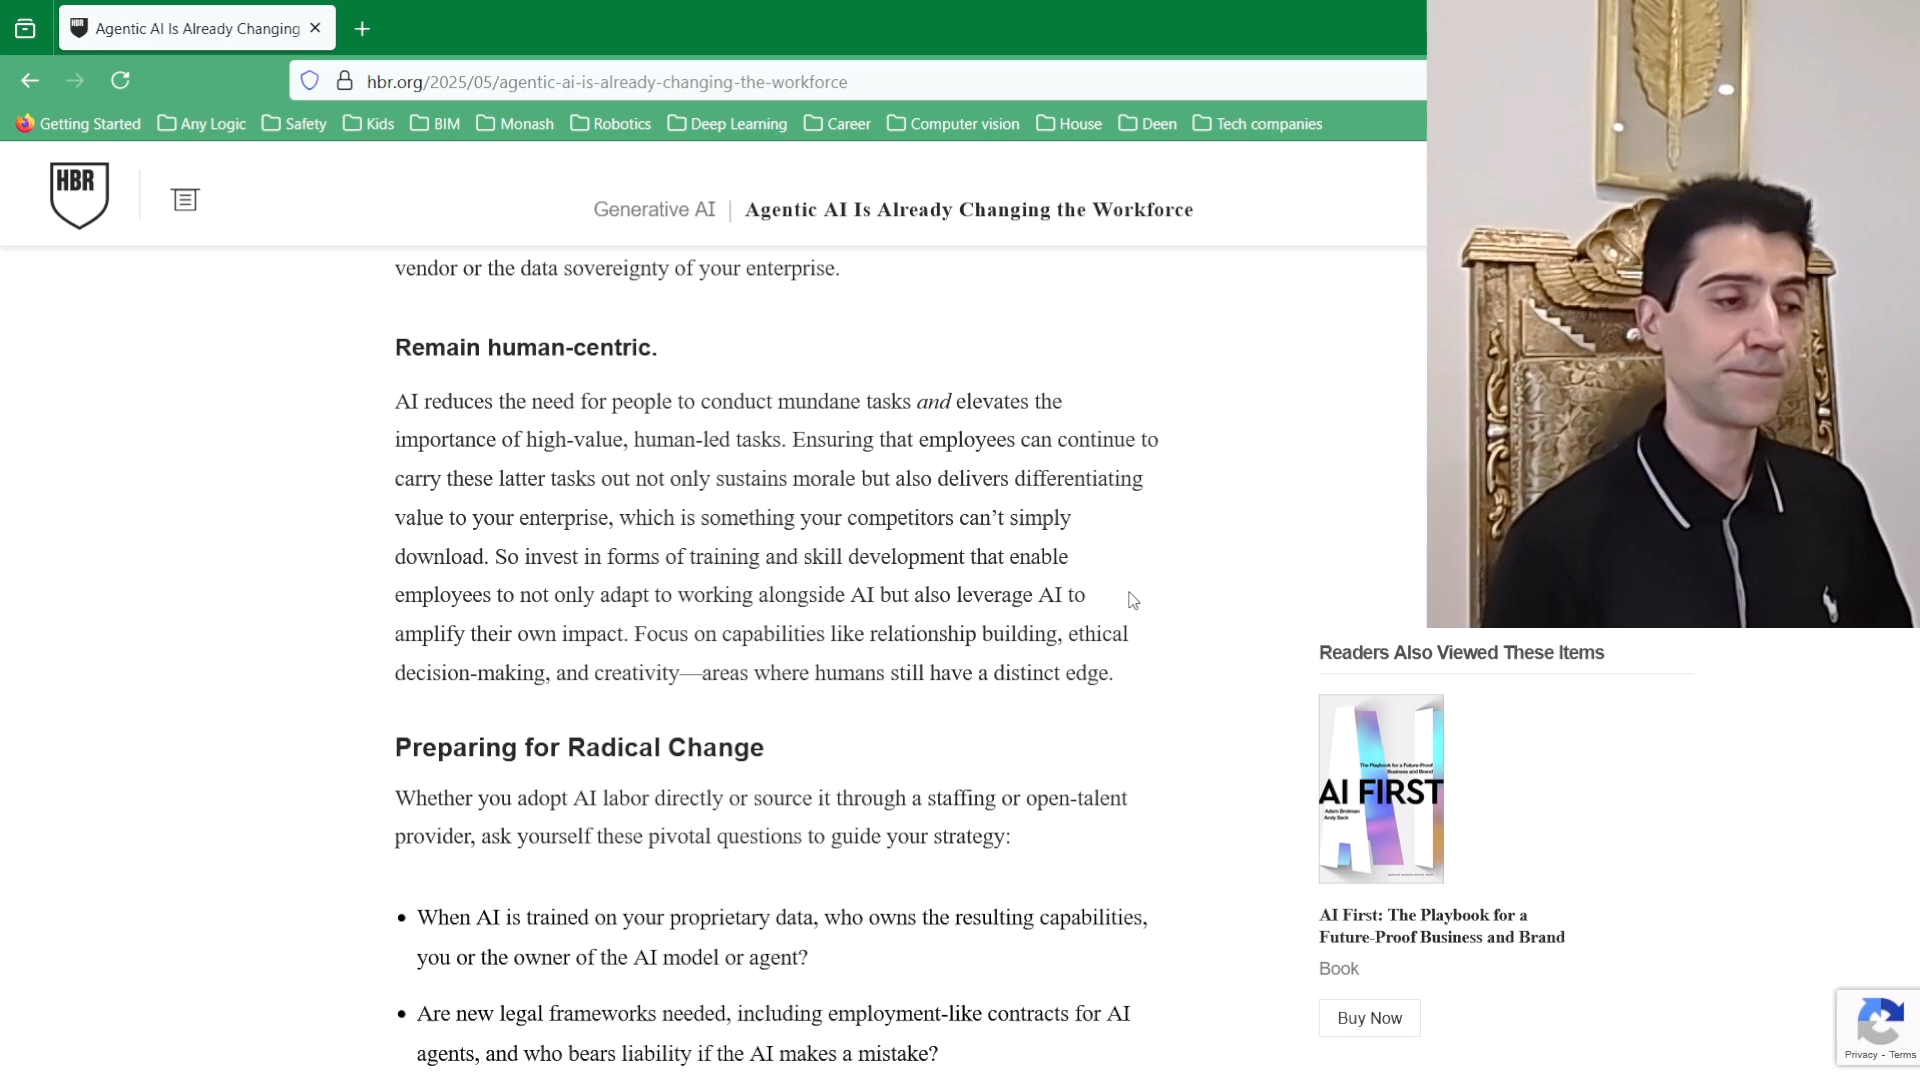 HBR
Agentic AI Is Already Changing
hbr.org/2025/05/agentic-ai-is-already-changing-the-workforce
Getting Started
Any Logic
Safety
Kids
BIM
Monash
Robotics
Deep Learning
Career
Computer vision
House
Deen
Tech companies
HBR
Generative AI | Agentic AI Is Already Changing the Workforce
vendor or the data sovereignty of your enterprise.
Remain human-centric.
AI reduces the need for people to conduct mundane tasks and elevates the
importance of high-value, human-led tasks. Ensuring that employees can continue to
carry these latter tasks out not only sustains morale but also delivers differentiating
value to your enterprise, which is something your competitors can’t simply
download. So invest in forms of training and skill development that enable
employees to not only adapt to working alongside AI but also leverage AI to
amplify their own impact. Focus on capabilities like relationship building, ethical
decision-making, and creativity—areas where humans still have a distinct edge.
Preparing for Radical Change
Whether you adopt AI labor directly or source it through a staffing or open-talent
provider, ask yourself these pivotal questions to guide your strategy:
• When AI is trained on your proprietary data, who owns the resulting capabilities,
you or the owner of the AI model or agent?
• Are new legal frameworks needed, including employment-like contracts for AI
agents, and who bears liability if the AI makes a mistake?
Readers Also Viewed These Items
The Playbook for a Future-Proof
Business and Brand
AI FIRST
Adam Brotman
Andy Sack
AI First: The Playbook for a
Future-Proof Business and Brand
Book
Buy Now
Privacy - Terms